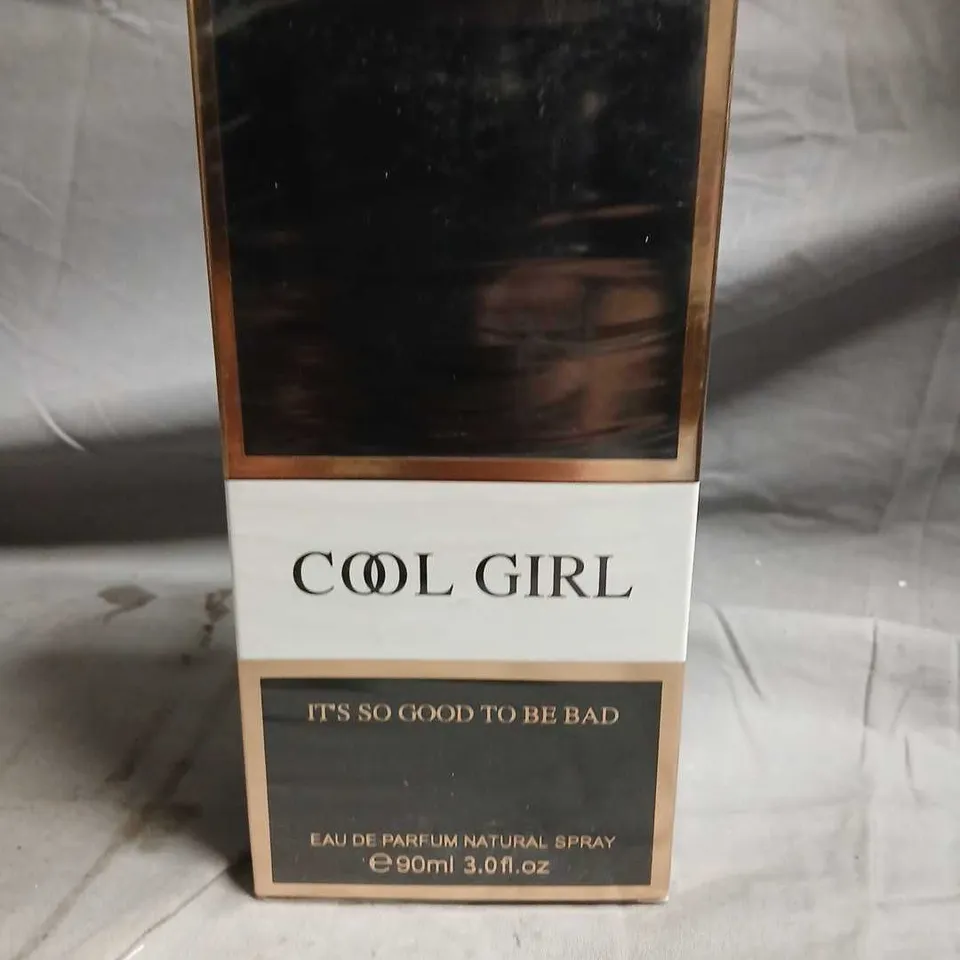 COOL GIRL
IT'S SO GOOD TO BE BAD
EAU DE PARFUM NATURAL SPRAY
℮90ml 3.0fl.oz